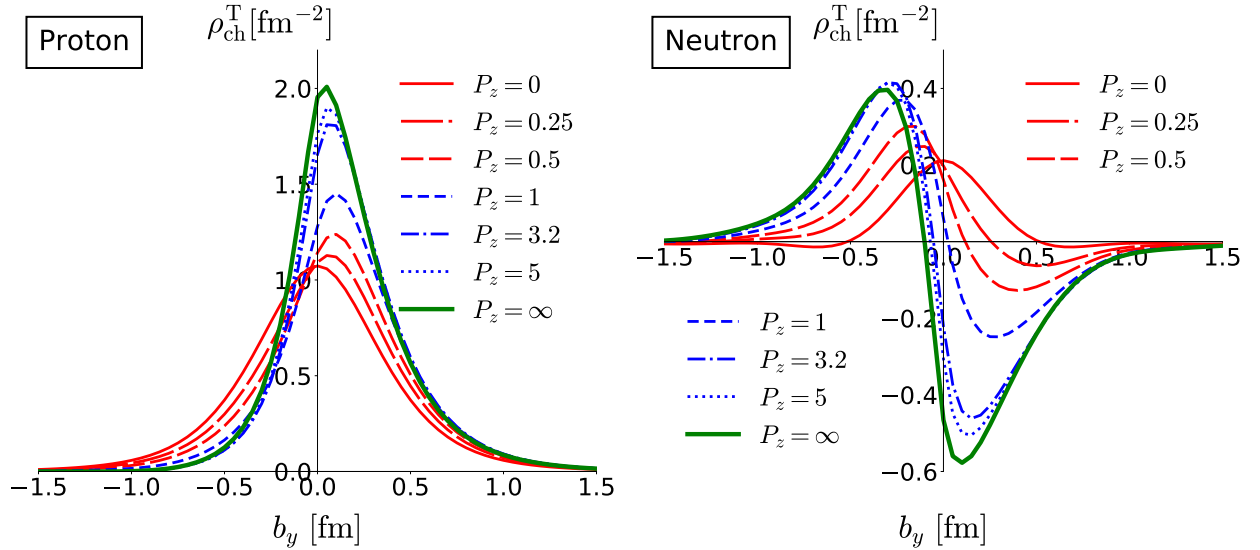 Proton
ρ_ch^T[fm⁻²]
P_z = 0
P_z = 0.25
P_z = 0.5
P_z = 1
P_z = 3.2
P_z = 5
P_z = ∞
2.0
1.5
1.0
0.5
0.0
−1.5 −1.0 −0.5 0.0 0.5 1.0 1.5
b_y [fm]
Neutron
ρ_ch^T[fm⁻²]
P_z = 0
P_z = 0.25
P_z = 0.5
0.4
0.2
−1.5 −1.0 −0.5 0.0 0.5 1.0 1.5
−0.2
−0.4
−0.6
P_z = 1
P_z = 3.2
P_z = 5
P_z = ∞
b_y [fm]